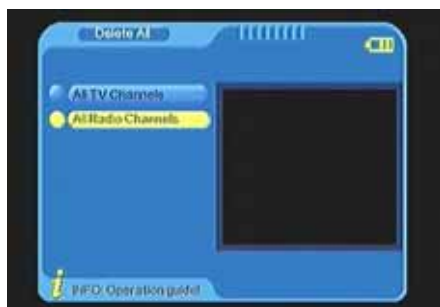 Delete All
All TV Channels
All Radio Channels
INFO: Operation guide!